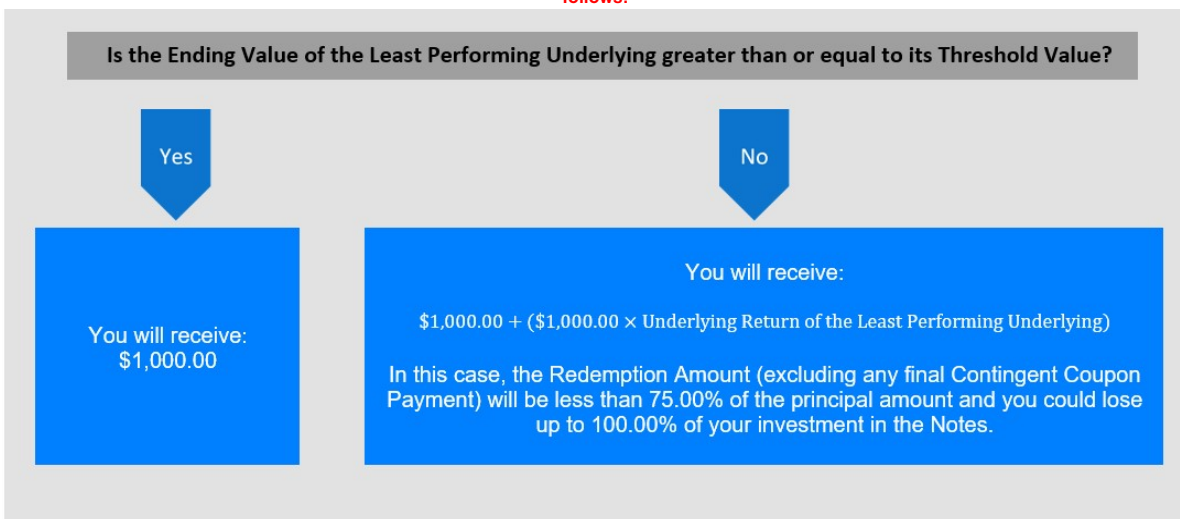 follows:
Is the Ending Value of the Least Performing Underlying greater than or equal to its Threshold Value?
Yes
No
You will receive:
$1,000.00
You will receive:
$1,000.00 + ($1,000.00 × Underlying Return of the Least Performing Underlying)
In this case, the Redemption Amount (excluding any final Contingent Coupon
Payment) will be less than 75.00% of the principal amount and you could lose
up to 100.00% of your investment in the Notes.